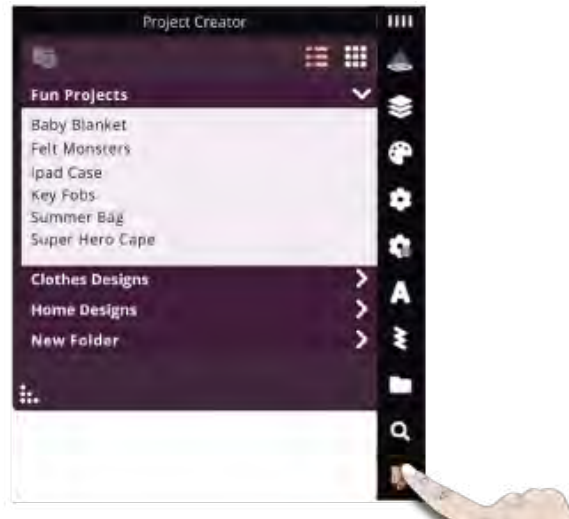 Project Creator
Fun Projects
Baby Blanket
Felt Monsters
Ipad Case
Key Fobs
Summer Bag
Super Hero Cape
Clothes Designs
Home Designs
New Folder
A